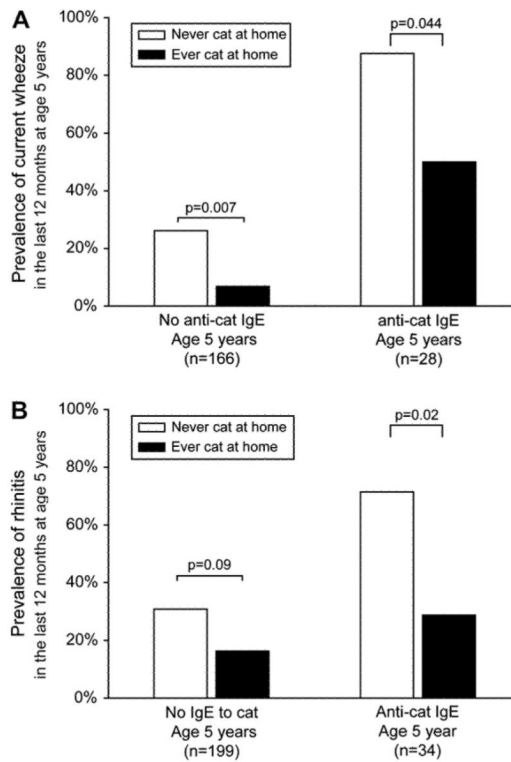 A
Prevalence of current wheeze
in the last 12 months at age 5 years
100%
80%
60%
40%
20%
0%
Never cat at home
Ever cat at home
p=0.007
p=0.044
No anti-cat IgE
Age 5 years
(n=166)
anti-cat IgE
Age 5 years
(n=28)
B
Prevalence of rhinitis
in the last 12 months at age 5 years
100%
80%
60%
40%
20%
0%
Never cat at home
Ever cat at home
p=0.09
p=0.02
No IgE to cat
Age 5 years
(n=199)
Anti-cat IgE
Age 5 year
(n=34)